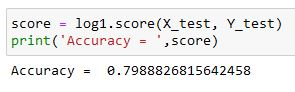 score = log1.score(X_test, Y_test)
print('Accuracy = ',score)
Accuracy =  0.7988826815642458